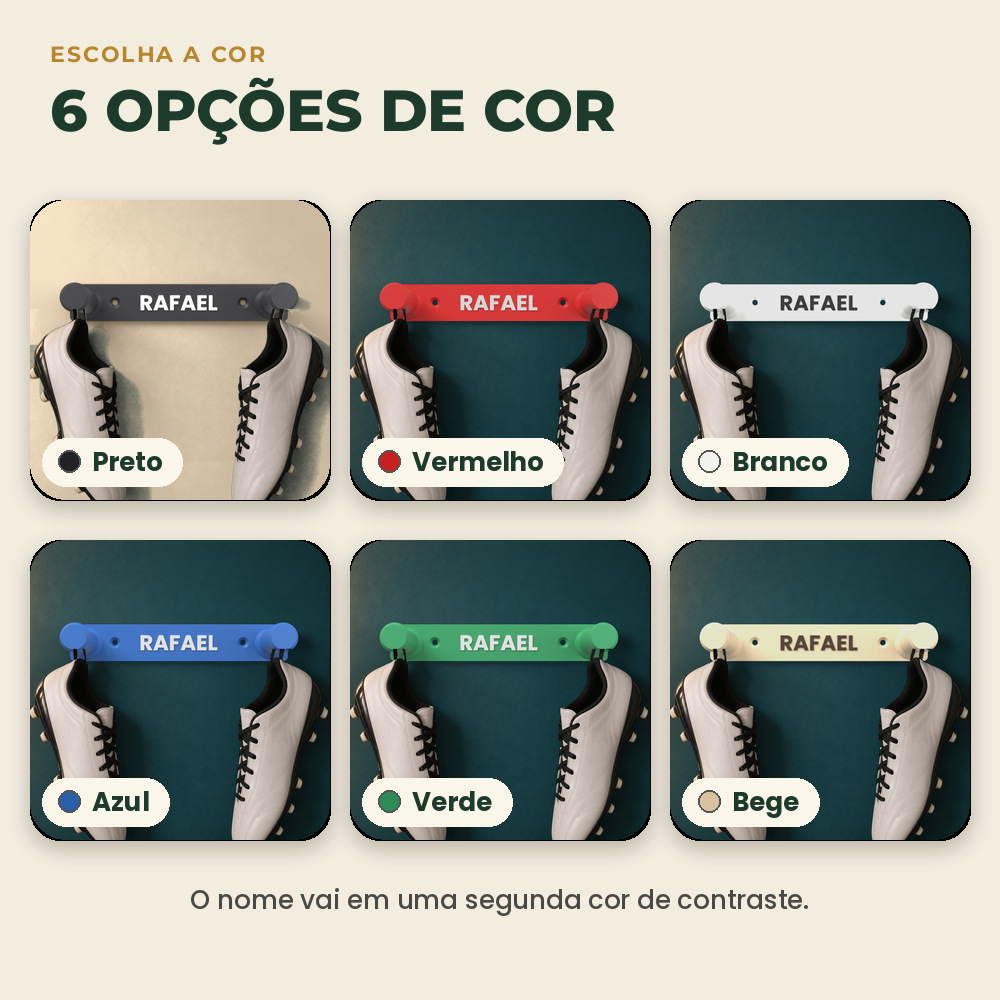 ESCOLHA A COR
6 OPÇÕES DE COR
RAFAEL
RAFAEL
RAFAEL
Preto
Vermelho
Branco
RAFAEL
RAFAEL
RAFAEL
Azul
Verde
Bege
O nome vai em uma segunda cor de contraste.